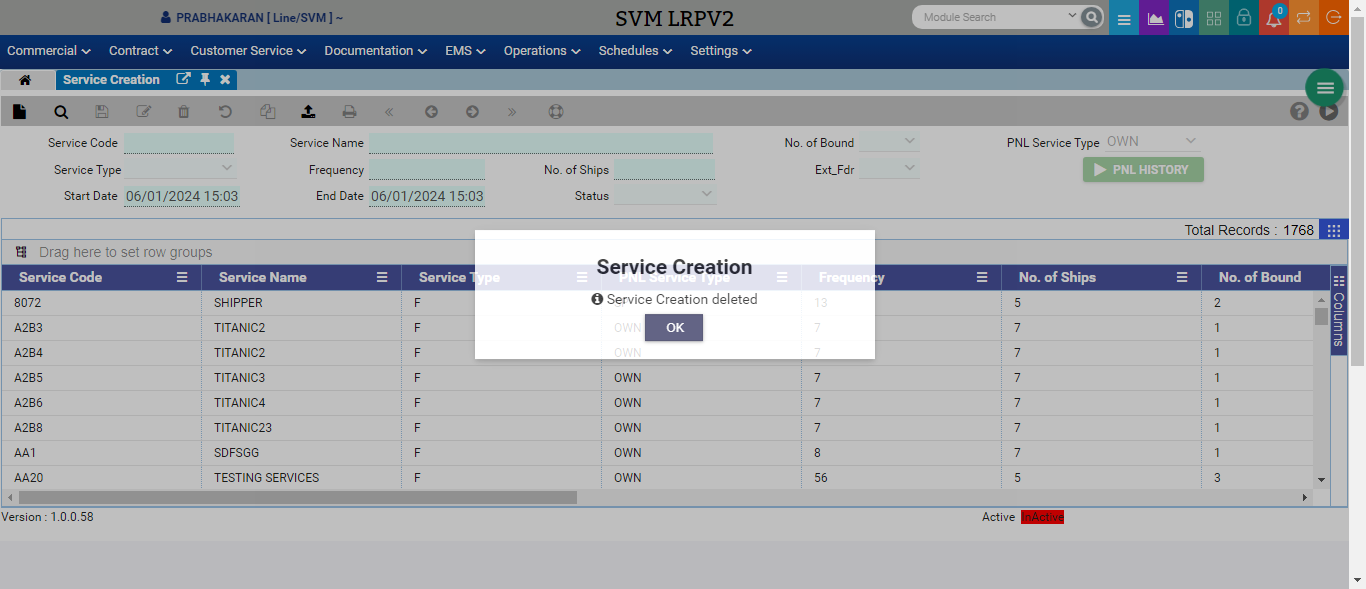 PRABHAKARAN [ Line/SVM ] ~
SVM LRPV2
Module Search
0
Commercial Contract Customer Service Documentation EMS Operations Schedules Settings
Service Creation
Service Code Service Name No. of Bound PNL Service Type OWN
Service Type Frequency No. of Ships Ext_Fdr PNL HISTORY
Start Date 06/01/2024 15:03 End Date 06/01/2024 15:03 Status
Total Records : 1768
Drag here to set row groups
Service Creation
Service Creation deleted
OK
Service Code Service Name Service Type PNL Service Type Frequency No. of Ships No. of Bound
8072 SHIPPER F 13 5 2
A2B3 TITANIC2 F OWN 7 7 1
A2B4 TITANIC2 F OWN 7 7 1
A2B5 TITANIC3 F OWN 7 7 1
A2B6 TITANIC4 F OWN 7 7 1
A2B8 TITANIC23 F OWN 7 7 1
AA1 SDFSGG F OWN 8 7 1
AA20 TESTING SERVICES F OWN 56 5 3
Columns
Version : 1.0.0.58
Active InActive